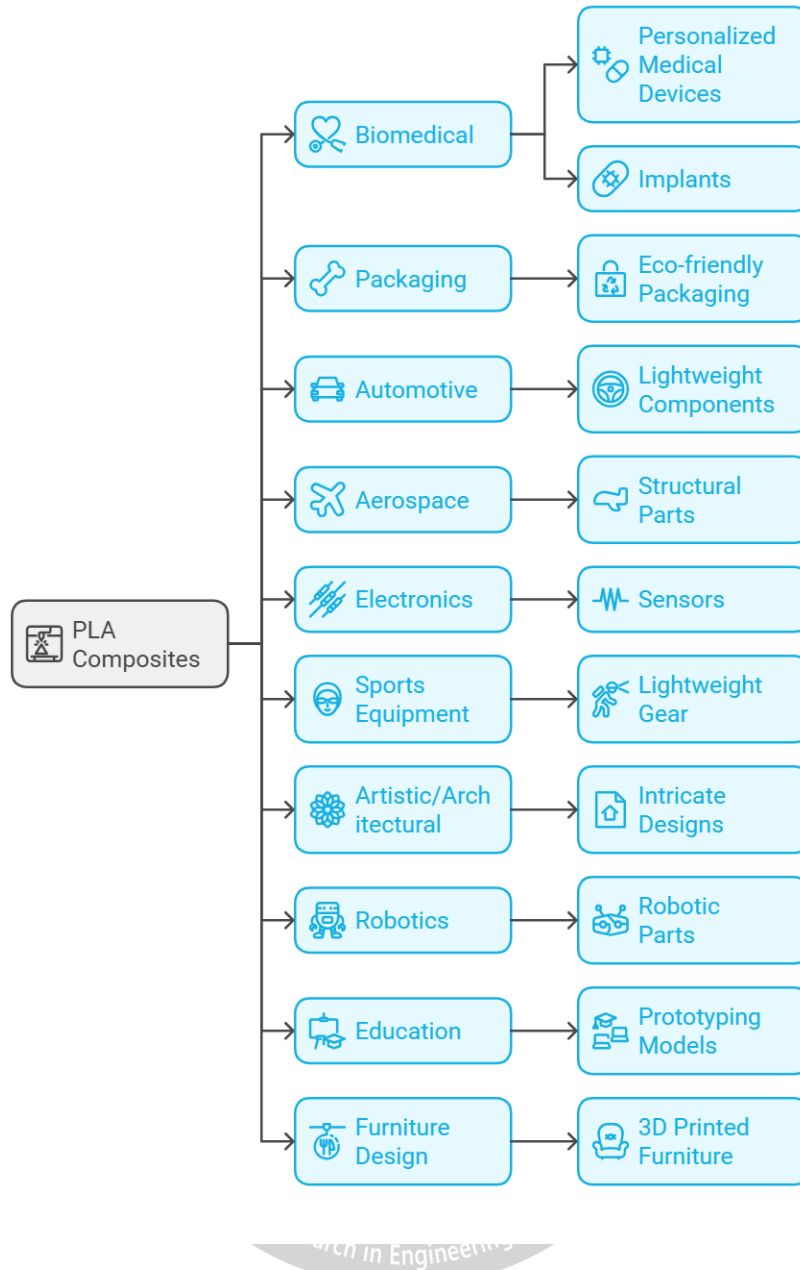 Personalized
Medical
Devices
Biomedical
Implants
Packaging
Eco-friendly
Packaging
Automotive
Lightweight
Components
Aerospace
Structural
Parts
Electronics
Sensors
PLA
Composites
Sports
Equipment
Lightweight
Gear
Artistic/Arch
itectural
Intricate
Designs
Robotics
Robotic
Parts
Education
Prototyping
Models
Furniture
Design
3D Printed
Furniture
in Engineering